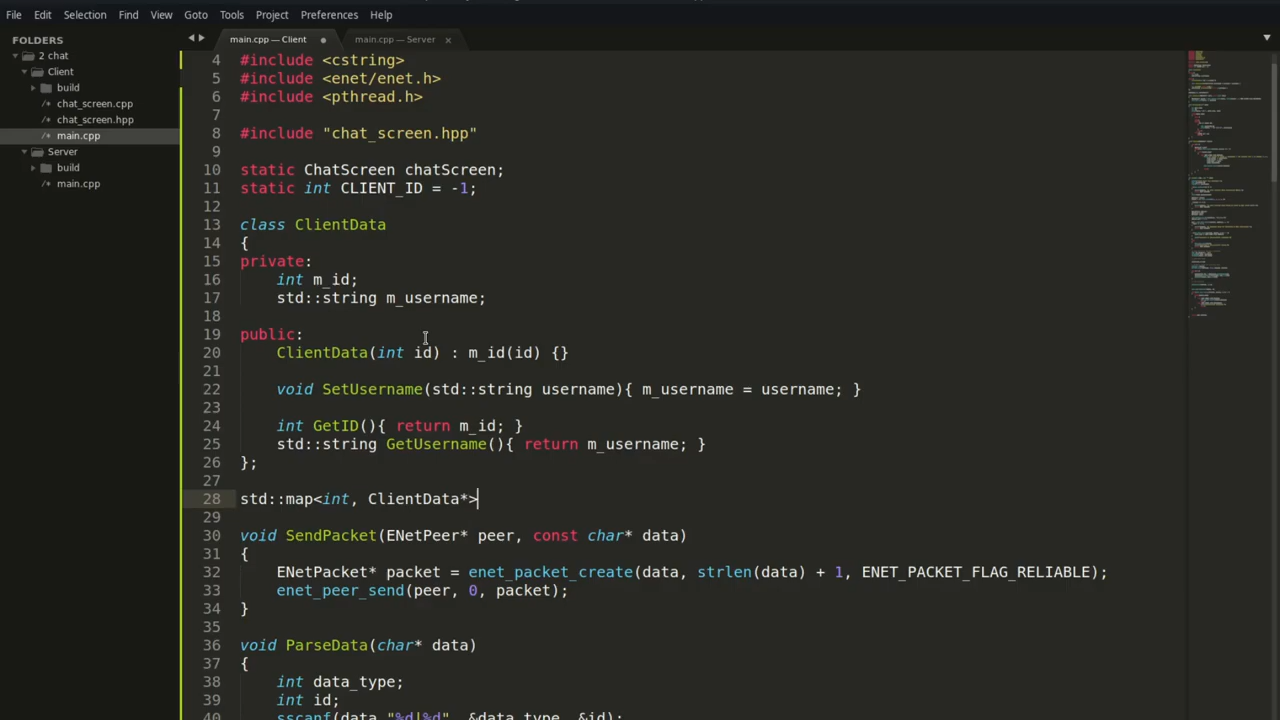 File Edit Selection Find View Goto Tools Project Preferences Help
FOLDERS
2 chat
Client
build
chat_screen.cpp
chat_screen.hpp
main.cpp
Server
build
main.cpp
main.cpp — Client
main.cpp — Server
4 #include <cstring>
5 #include <enet/enet.h>
6 #include <pthread.h>
7
8 #include "chat_screen.hpp"
9
10 static ChatScreen chatScreen;
11 static int CLIENT_ID = -1;
12
13 class ClientData
14 {
15 private:
16 int m_id;
17 std::string m_username;
18
19 public:
20 ClientData(int id) : m_id(id) {}
21
22 void SetUsername(std::string username){ m_username = username; }
23
24 int GetID(){ return m_id; }
25 std::string GetUsername(){ return m_username; }
26 };
27
28 std::map<int, ClientData*>
29
30 void SendPacket(ENetPeer* peer, const char* data)
31 {
32 ENetPacket* packet = enet_packet_create(data, strlen(data) + 1, ENET_PACKET_FLAG_RELIABLE);
33 enet_peer_send(peer, 0, packet);
34 }
35
36 void ParseData(char* data)
37 {
38 int data_type;
39 int id;
40 sscanf(data, "%d|%d", &data_type, &id);